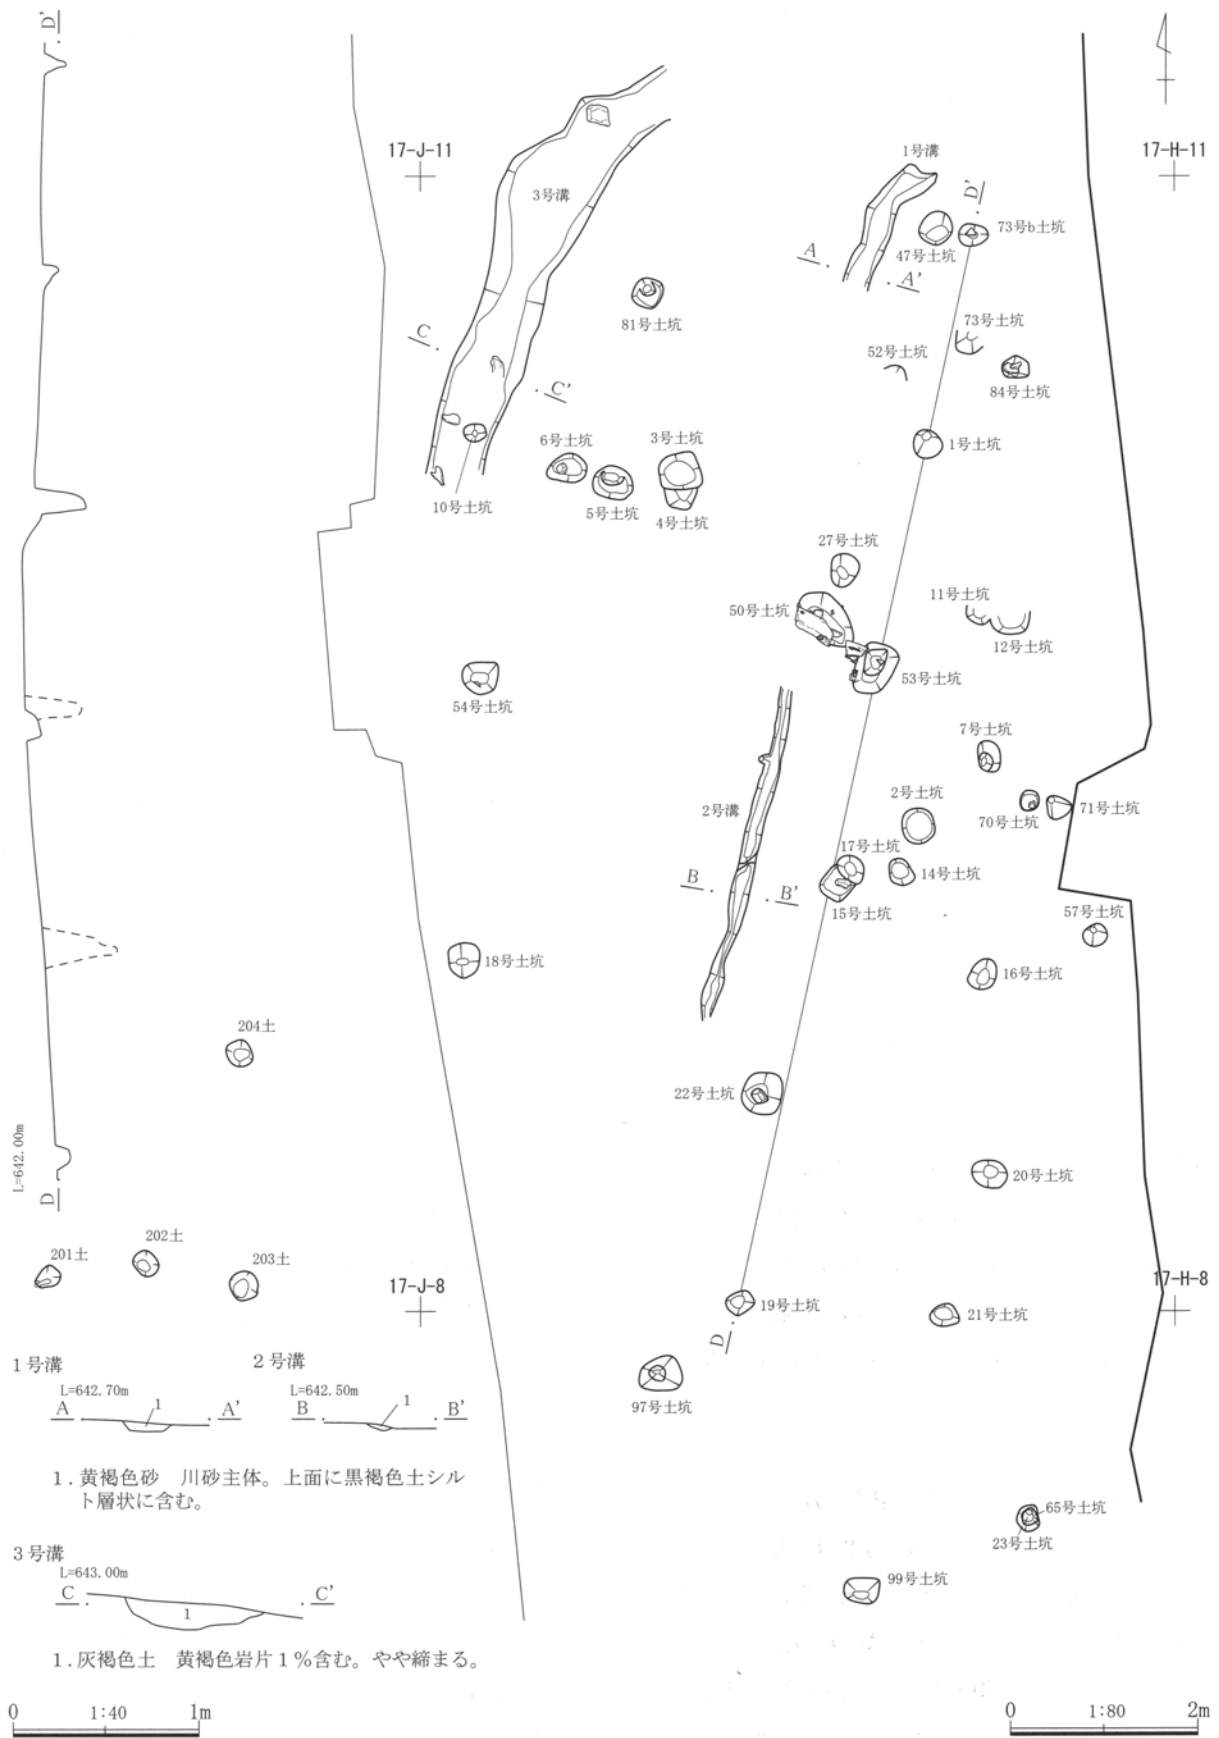 D'
17-J-11
17-H-11
1号溝
D'
3号溝
73号b土坑
47号土坑
A
A'
81号土坑
73号土坑
C
52号土坑
84号土坑
C'
6号土坑
3号土坑
1号土坑
10号土坑
5号土坑
4号土坑
27号土坑
11号土坑
50号土坑
12号土坑
53号土坑
54号土坑
7号土坑
2号土坑
2号溝
70号土坑
71号土坑
17号土坑
14号土坑
B
B'
15号土坑
57号土坑
18号土坑
16号土坑
204土
22号土坑
L=642.00m
D
20号土坑
202土
201土
203土
17-J-8
17-H-8
19号土坑
21号土坑
D
97号土坑
1号溝
L=642.70m
A
1
A'
2号溝
L=642.50m
B
1
B'
1.黄褐色砂 川砂主体。上面に黒褐色土シル
ト層状に含む。
65号土坑
23号土坑
3号溝
L=643.00m
C
1
C'
99号土坑
1.灰褐色土 黄褐色岩片1%含む。やや締まる。
0 1:40 1m
0 1:80 2m